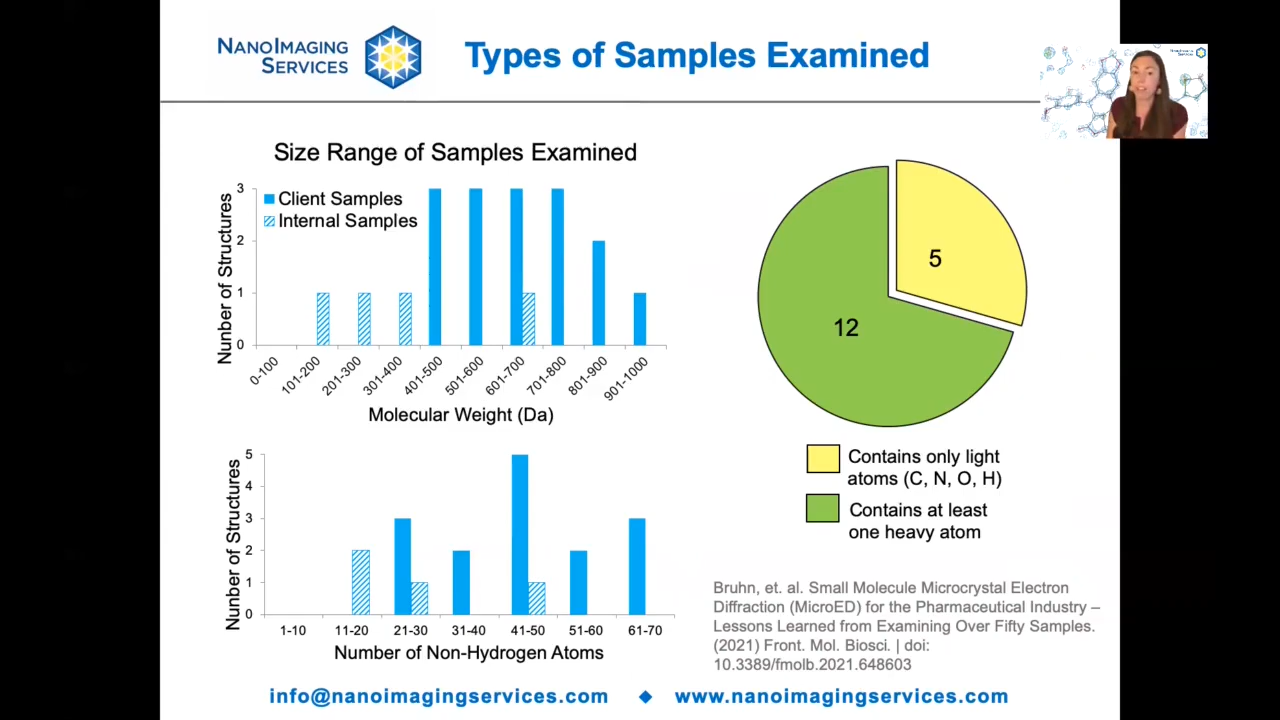 NANOIMAGING
SERVICES
Types of Samples Examined
Size Range of Samples Examined
Client Samples
Internal Samples
Nunber of Structures
3
2
1
0
0-100
101-200
201-300
301-400
401-500
501-600
601-700
701-800
801-900
901-1000
Molecular Weight (Da)
Nunber of Structures
5
4
3
2
1
0
1-10
11-20
21-30
31-40
41-50
51-60
61-70
Number of Non-Hydrogen Atoms
5
12
Contains only light
atoms (C, N, O, H)
Contains at least
one heavy atom
Bruhn, et. al. Small Molecule Microcrystal Electron
Diffraction (MicroED) for the Pharmaceutical Industry –
Lessons Learned from Examining Over Fifty Samples.
(2021) Front. Mol. Biosci. | doi:
10.3389/fmolb.2021.648603
info@nanoimagingservices.com ◆ www.nanoimagingservices.com